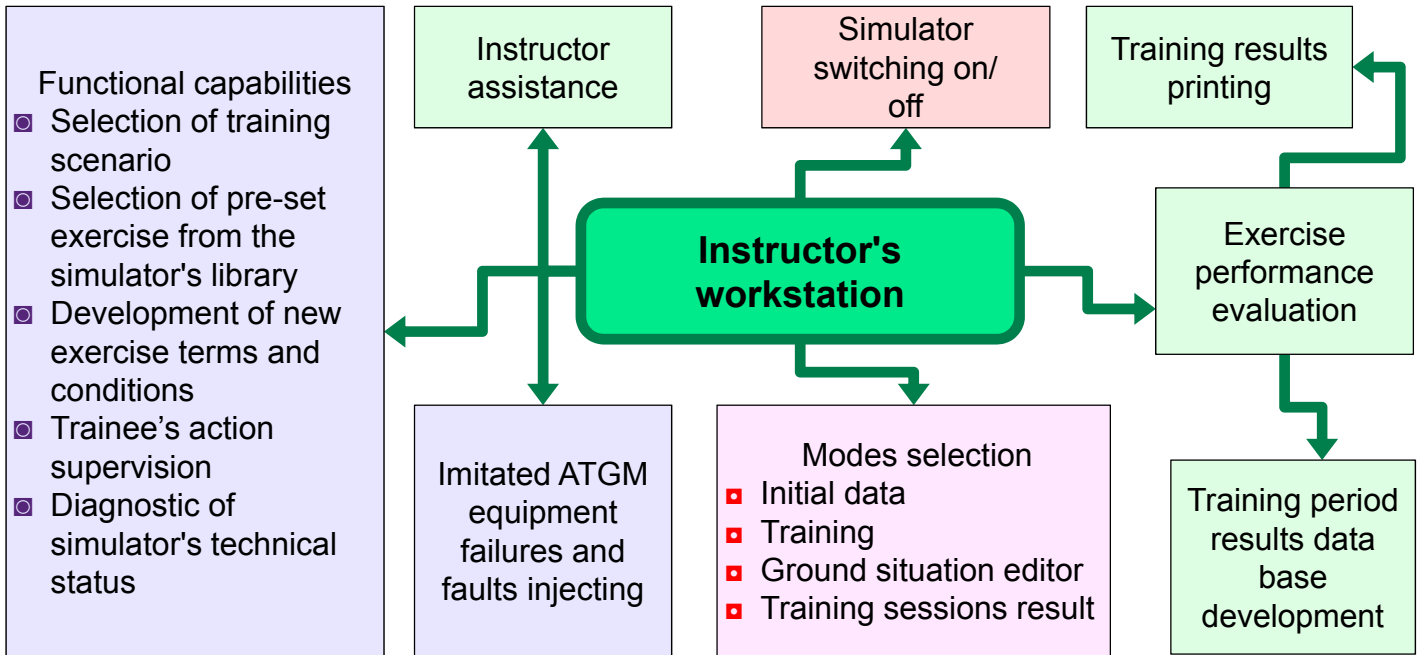 Functional capabilities
Selection of training
scenario
Selection of pre-set
exercise from the
simulator's library
Development of new
exercise terms and
conditions
Trainee’s action
supervision
Diagnostic of
simulator's technical
status
Instructor
assistance
Simulator
switching on/
off
Training results
printing
Instructor's
workstation
Exercise
performance
evaluation
Imitated ATGM
equipment
failures and
faults injecting
Modes selection
Initial data
Training
Ground situation editor
Training sessions result
Training period
results data
base
development